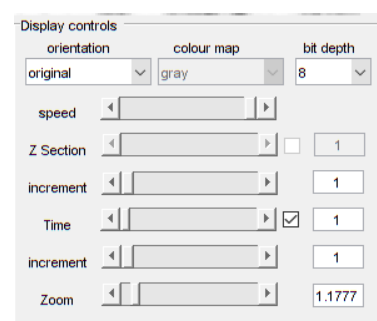 Display controls
orientation colour map bit depth
original gray 8
speed
Z Section 1
increment 1
Time 1
increment 1
Zoom 1.1777